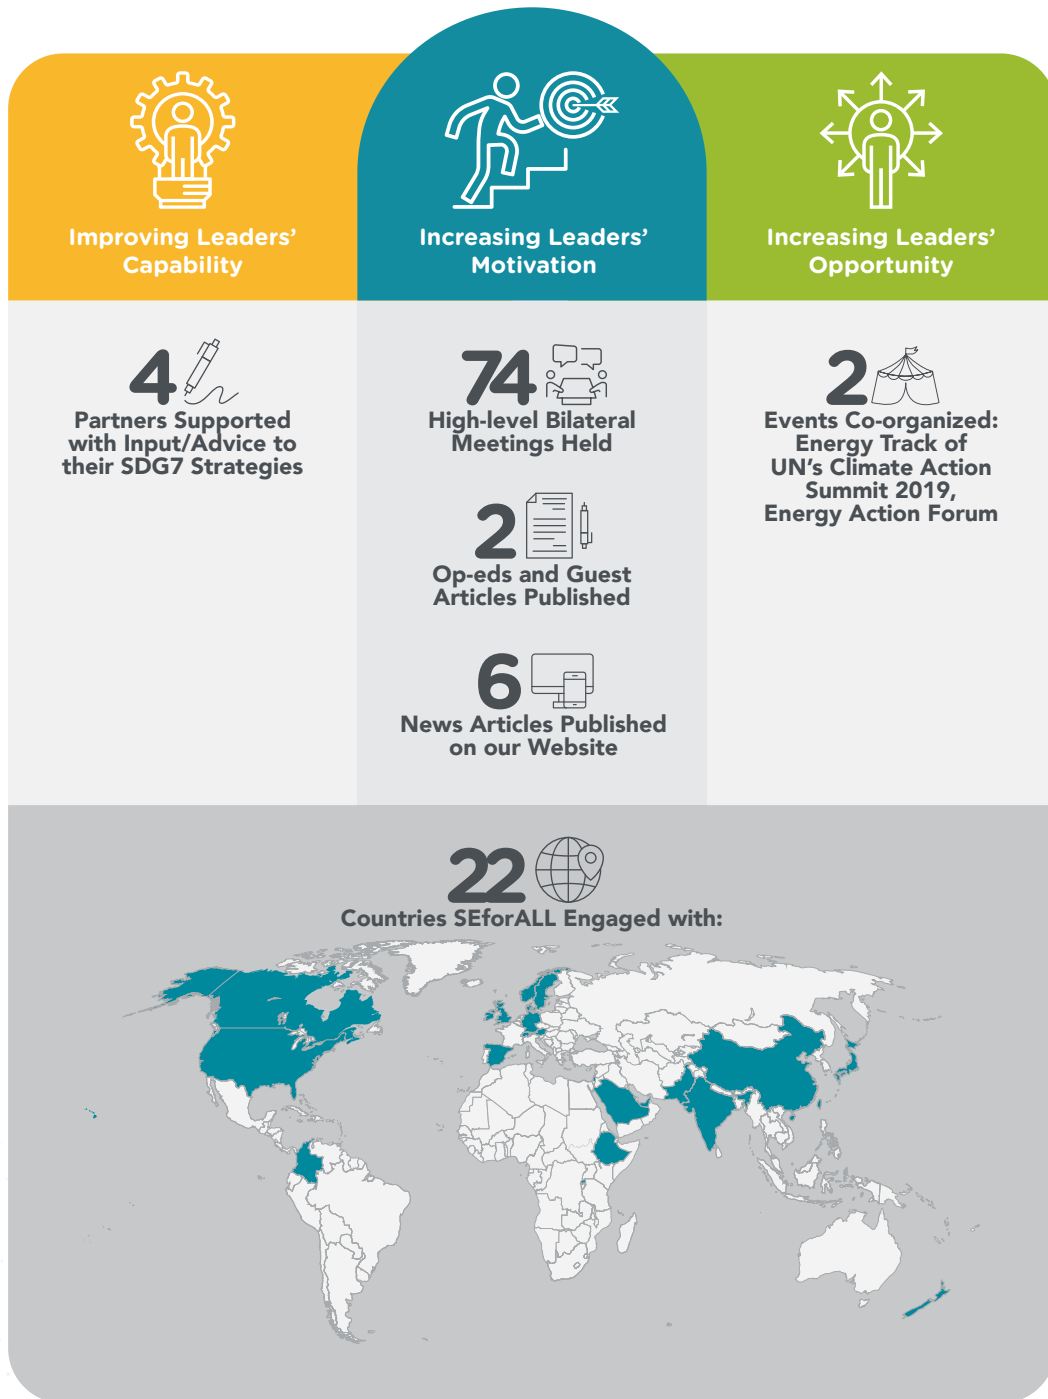 Improving Leaders’
Capability
Increasing Leaders’
Motivation
Increasing Leaders’
Opportunity
4
Partners Supported
with Input/Advice to
their SDG7 Strategies
74
High-level Bilateral
Meetings Held
2
Op-eds and Guest
Articles Published
6
News Articles Published
on our Website
2
Events Co-organized:
Energy Track of
UN’s Climate Action
Summit 2019,
Energy Action Forum
22
Countries SEforALL Engaged with: